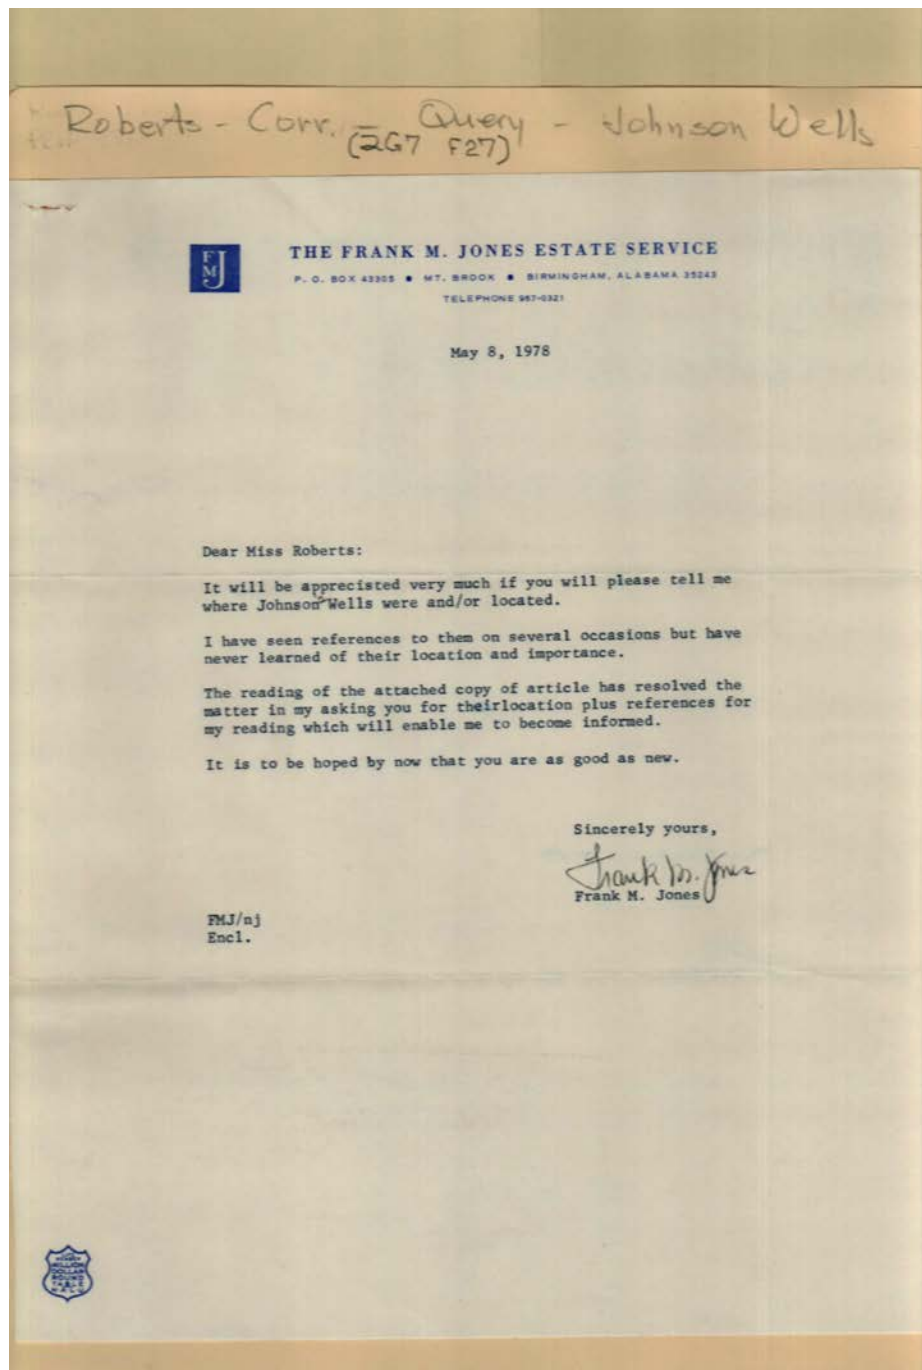 Roberts - Corr. - Query - Johnson Wells
(2G7 F27)
FMJ
THE FRANK M. JONES ESTATE SERVICE
P. O. BOX 43305 ● MT. BROOK ● BIRMINGHAM, ALABAMA 35243
TELEPHONE 967-0321
May 8, 1978
Dear Miss Roberts:
It will be apprecisted very much if you will please tell me
where Johnson Wells were and/or located.
I have seen references to them on several occasions but have
never learned of their location and importance.
The reading of the attached copy of article has resolved the
matter in my asking you for theirlocation plus references for
my reading which will enable me to become informed.
It is to be hoped by now that you are as good as new.
Sincerely yours,
Frank M. Jones
Frank M. Jones
FMJ/nj
Encl.
MILLION
DOLLAR
ROUND
TABLE